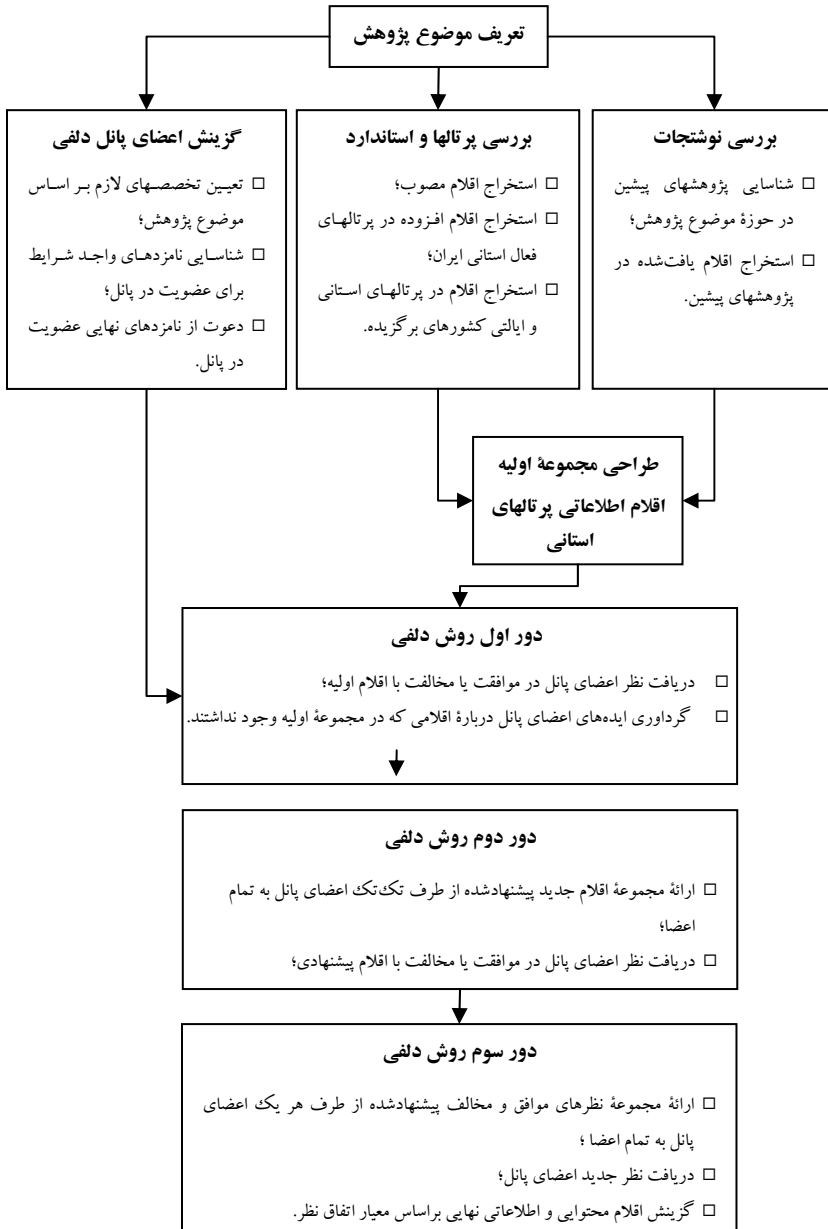 تعریف موضوع پژوهش
بررسی نوشتجات
□ شناسایی پژوهشهای پیشین
در حوزهٔ موضوع پژوهش؛
□ استخراج اقلام یافت‌شده در
پژوهشهای پیشین.
بررسی پرتالها و استاندارد
□ استخراج اقلام مصوب؛
□ استخراج اقلام افزوده در پرتالهای
فعال استانی ایران؛
□ استخراج اقلام در پرتالهای استانی
و ایالتی کشورهای برگزیده.
گزینش اعضای پانل دلفی
□ تعیین تخصصهای لازم بر اساس
موضوع پژوهش؛
□ شناسایی نامزدهای واجد شرایط
برای عضویت در پانل؛
□ دعوت از نامزدهای نهایی عضویت
در پانل.
طراحی مجموعهٔ اولیه
اقلام اطلاعاتی پرتالهای
استانی
دور اول روش دلفی
□ دریافت نظر اعضای پانل در موافقت یا مخالفت با اقلام اولیه؛
□ گرداوری ایده‌های اعضای پانل دربارهٔ اقلامی که در مجموعهٔ اولیه وجود نداشتند.
دور دوم روش دلفی
□ ارائهٔ مجموعهٔ اقلام جدید پیشنهادشده از طرف تک‌تک اعضای پانل به تمام
اعضا؛
□ دریافت نظر اعضای پانل در موافقت یا مخالفت با اقلام پیشنهادی؛
دور سوم روش دلفی
□ ارائهٔ مجموعهٔ نظرهای موافق و مخالف پیشنهادشده از طرف هر یک اعضای
پانل به تمام اعضا ؛
□ دریافت نظر جدید اعضای پانل؛
□ گزینش اقلام محتوایی و اطلاعاتی نهایی براساس معیار اتفاق نظر.